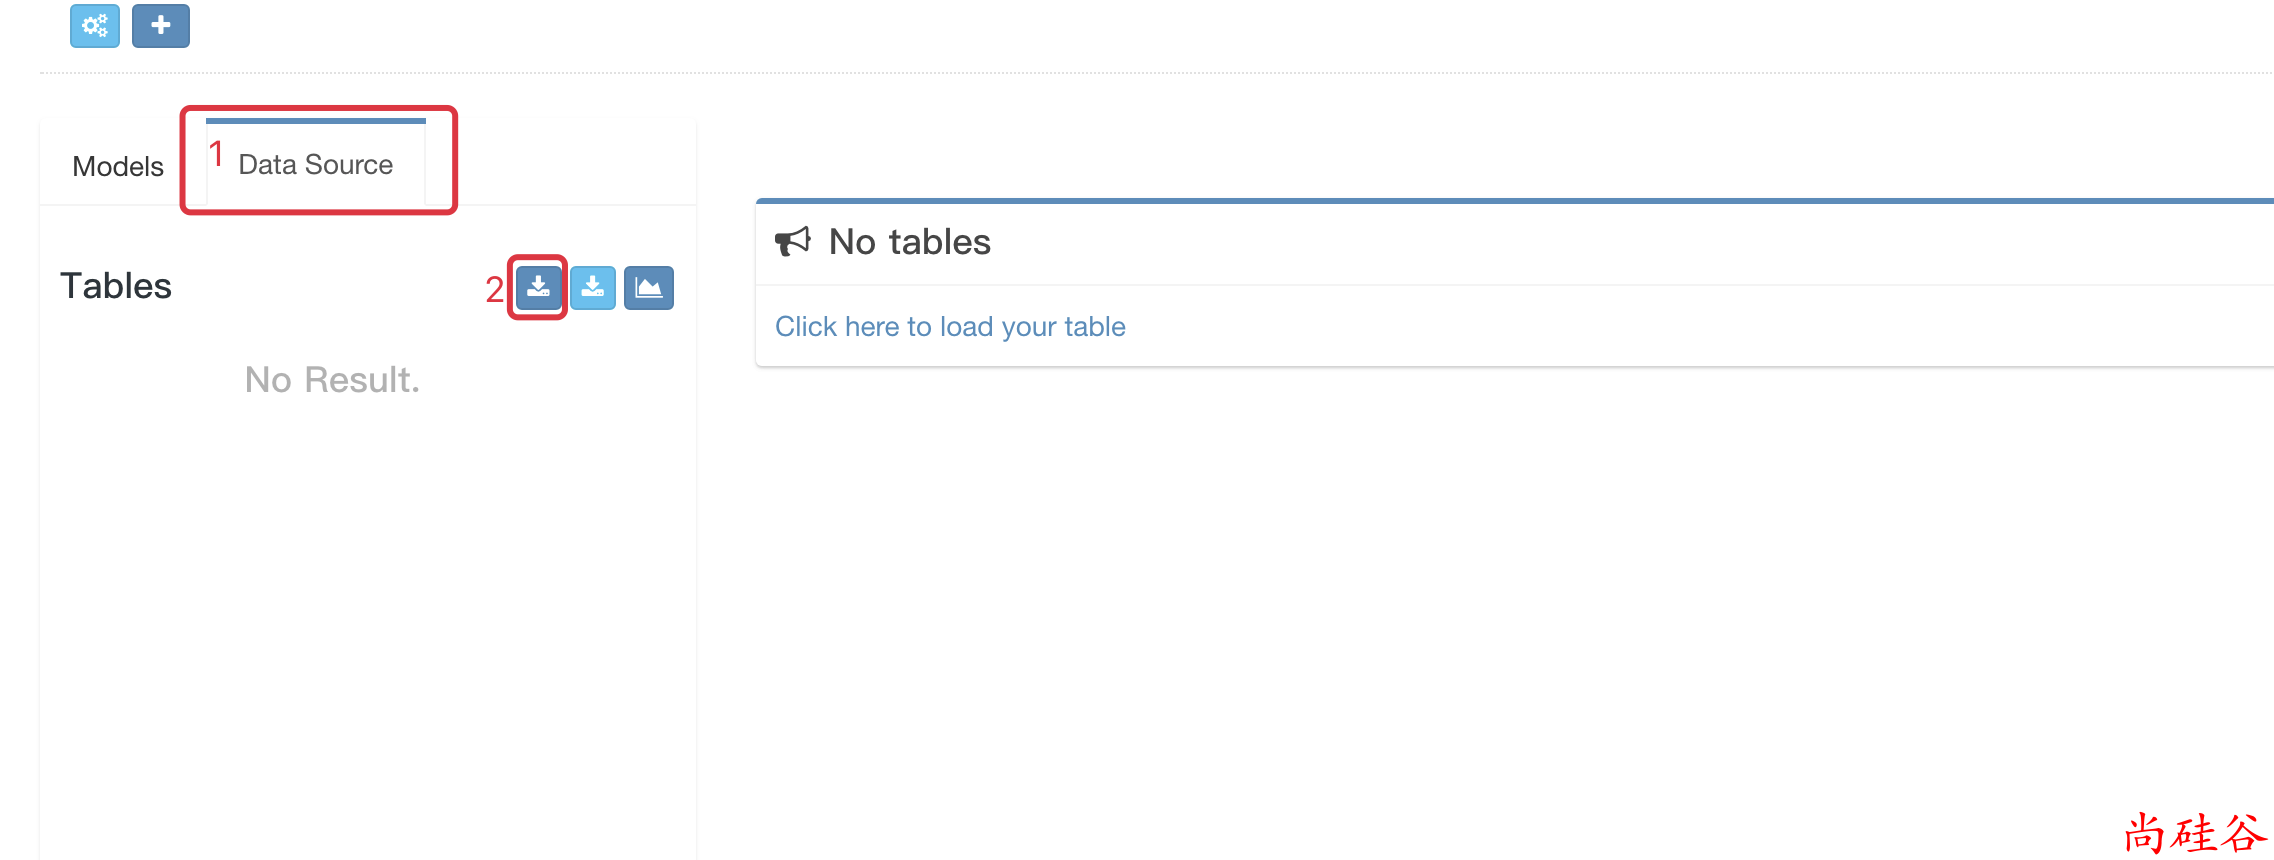 Models
1 Data Source
No tables
Tables
2
Click here to load your table
No Result.
尚硅谷